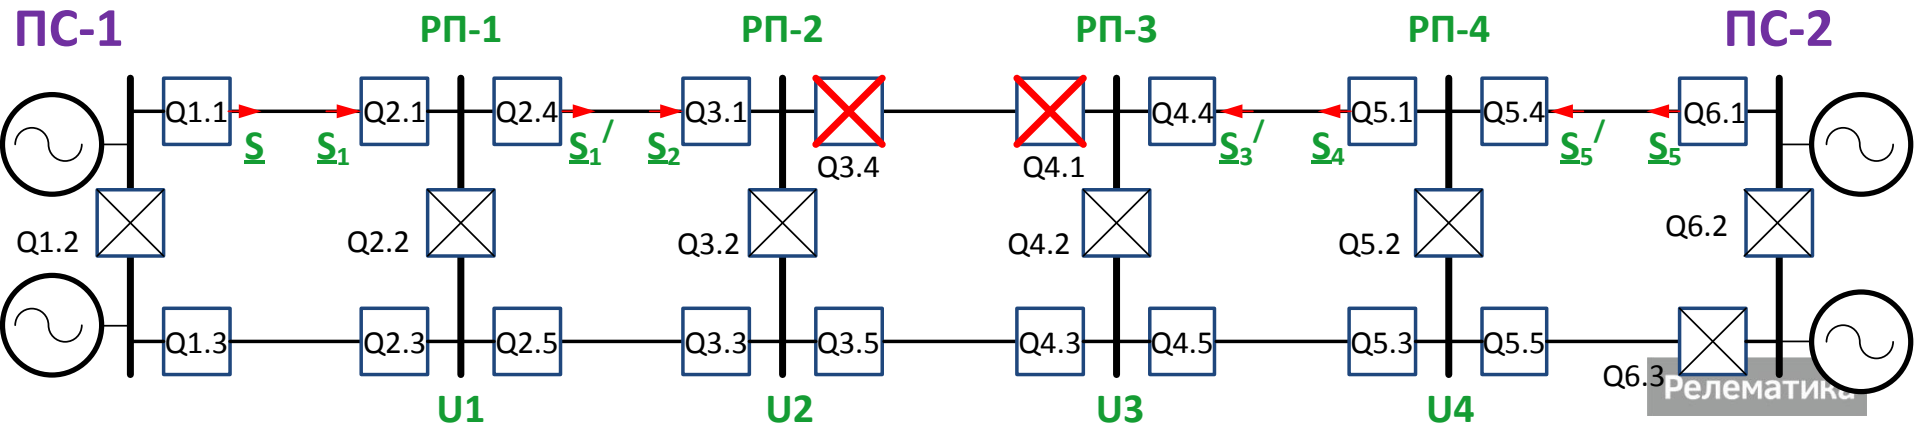 ПС-1
РП-1
РП-2
РП-3
РП-4
ПС-2
Q1.1
Q2.1
Q2.4
Q3.1
Q4.4
Q5.1
Q5.4
Q6.1
S
S1
S1/
S2
Q3.4
Q4.1
S3/
S4
S5/
S5
Q1.2
Q2.2
Q3.2
Q4.2
Q5.2
Q6.2
Q1.3
Q2.3
Q2.5
Q3.3
Q3.5
Q4.3
Q4.5
Q5.3
Q5.5
Q6.3
Релематика
U1
U2
U3
U4